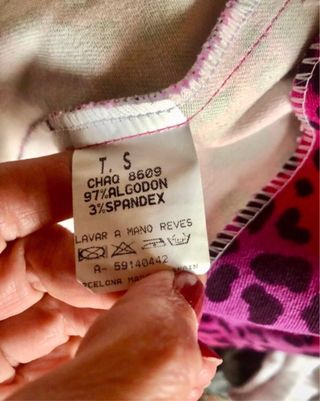 T. S
CHAQ 8609
97%ALGODON
3%SPANDEX
LAVAR A MANO REVES
A- 59140442